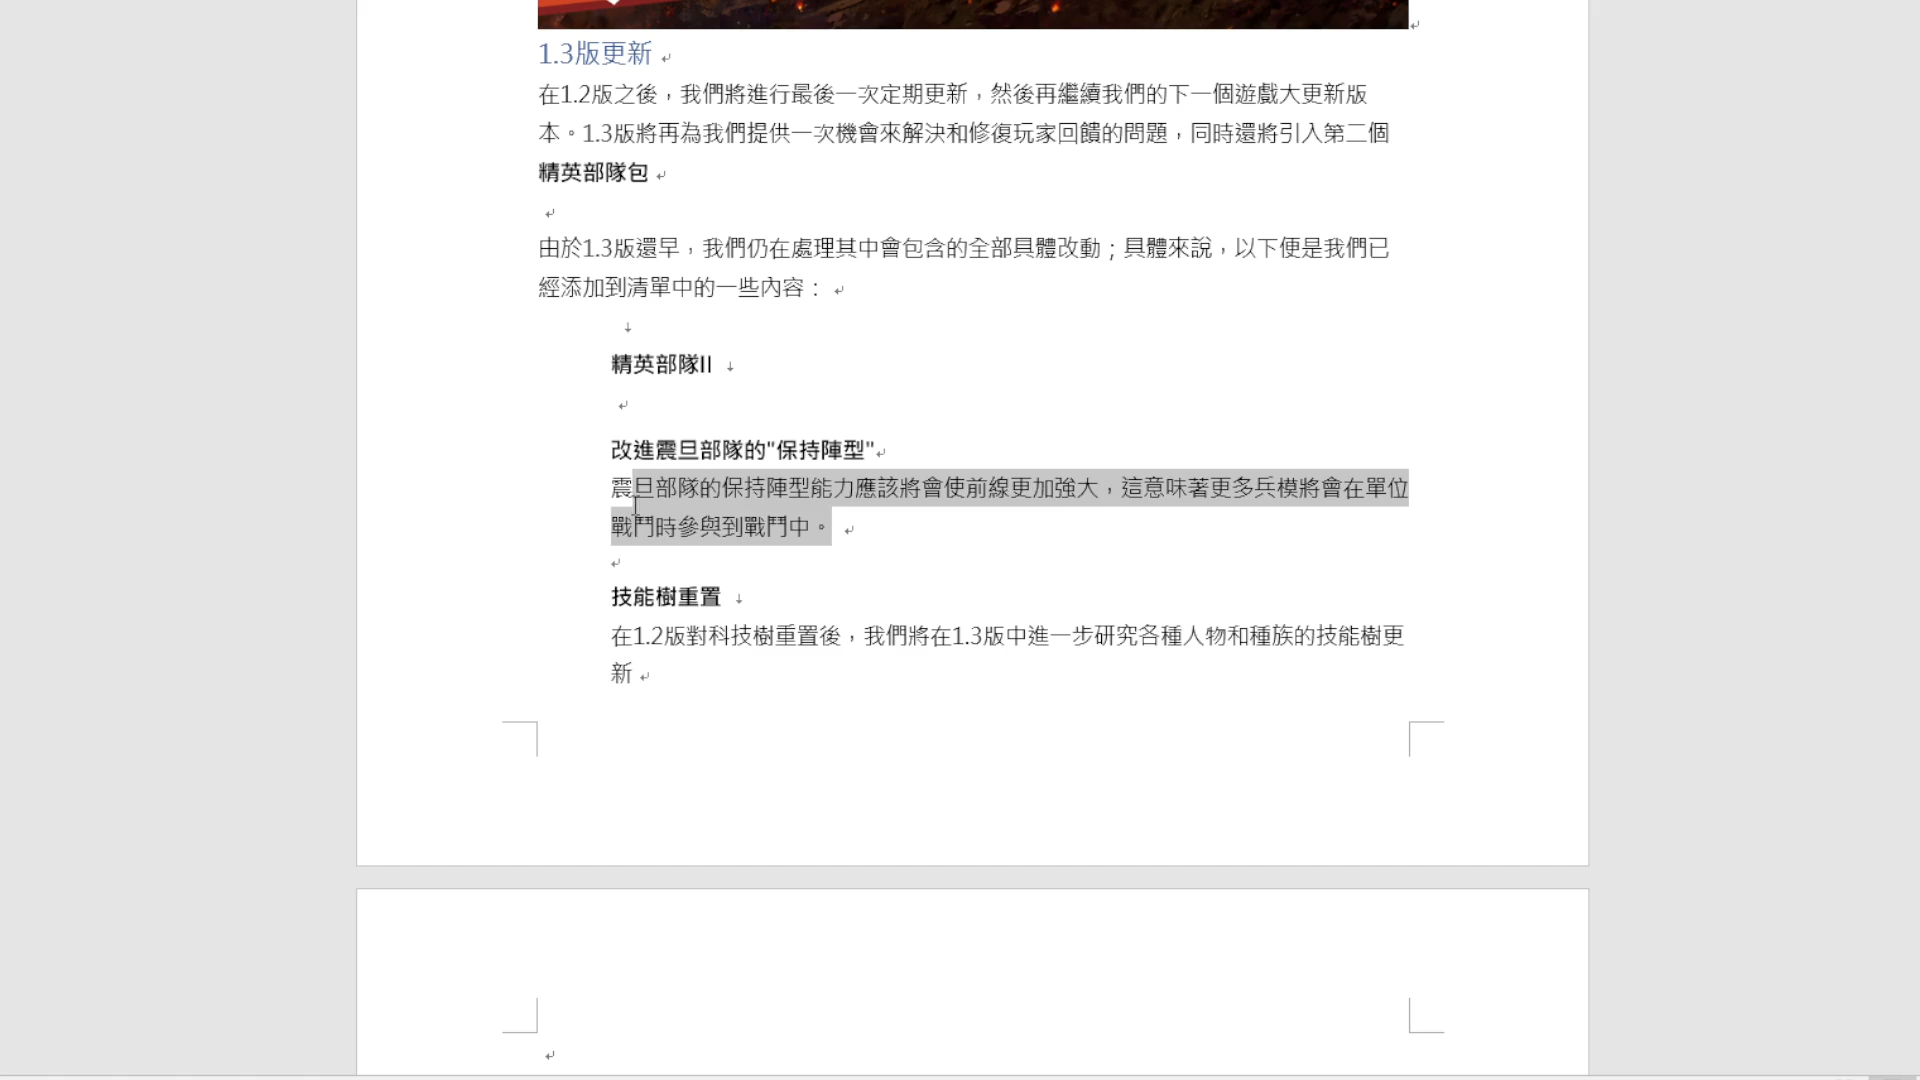 1.3版更新
在1.2版之後，我們將進行最後一次定期更新，然後再繼續我們的下一個遊戲大更新版
本。1.3版將再為我們提供一次機會來解決和修復玩家回饋的問題，同時還將引入第二個
精英部隊包
由於1.3版還早，我們仍在處理其中會包含的全部具體改動；具體來說，以下便是我們已
經添加到清單中的一些內容：
精英部隊II
改進震旦部隊的"保持陣型"
震旦部隊的保持陣型能力應該將會使前線更加強大，這意味著更多兵模將會在單位
戰鬥時參與到戰鬥中。
技能樹重置
在1.2版對科技樹重置後，我們將在1.3版中進一步研究各種人物和種族的技能樹更
新